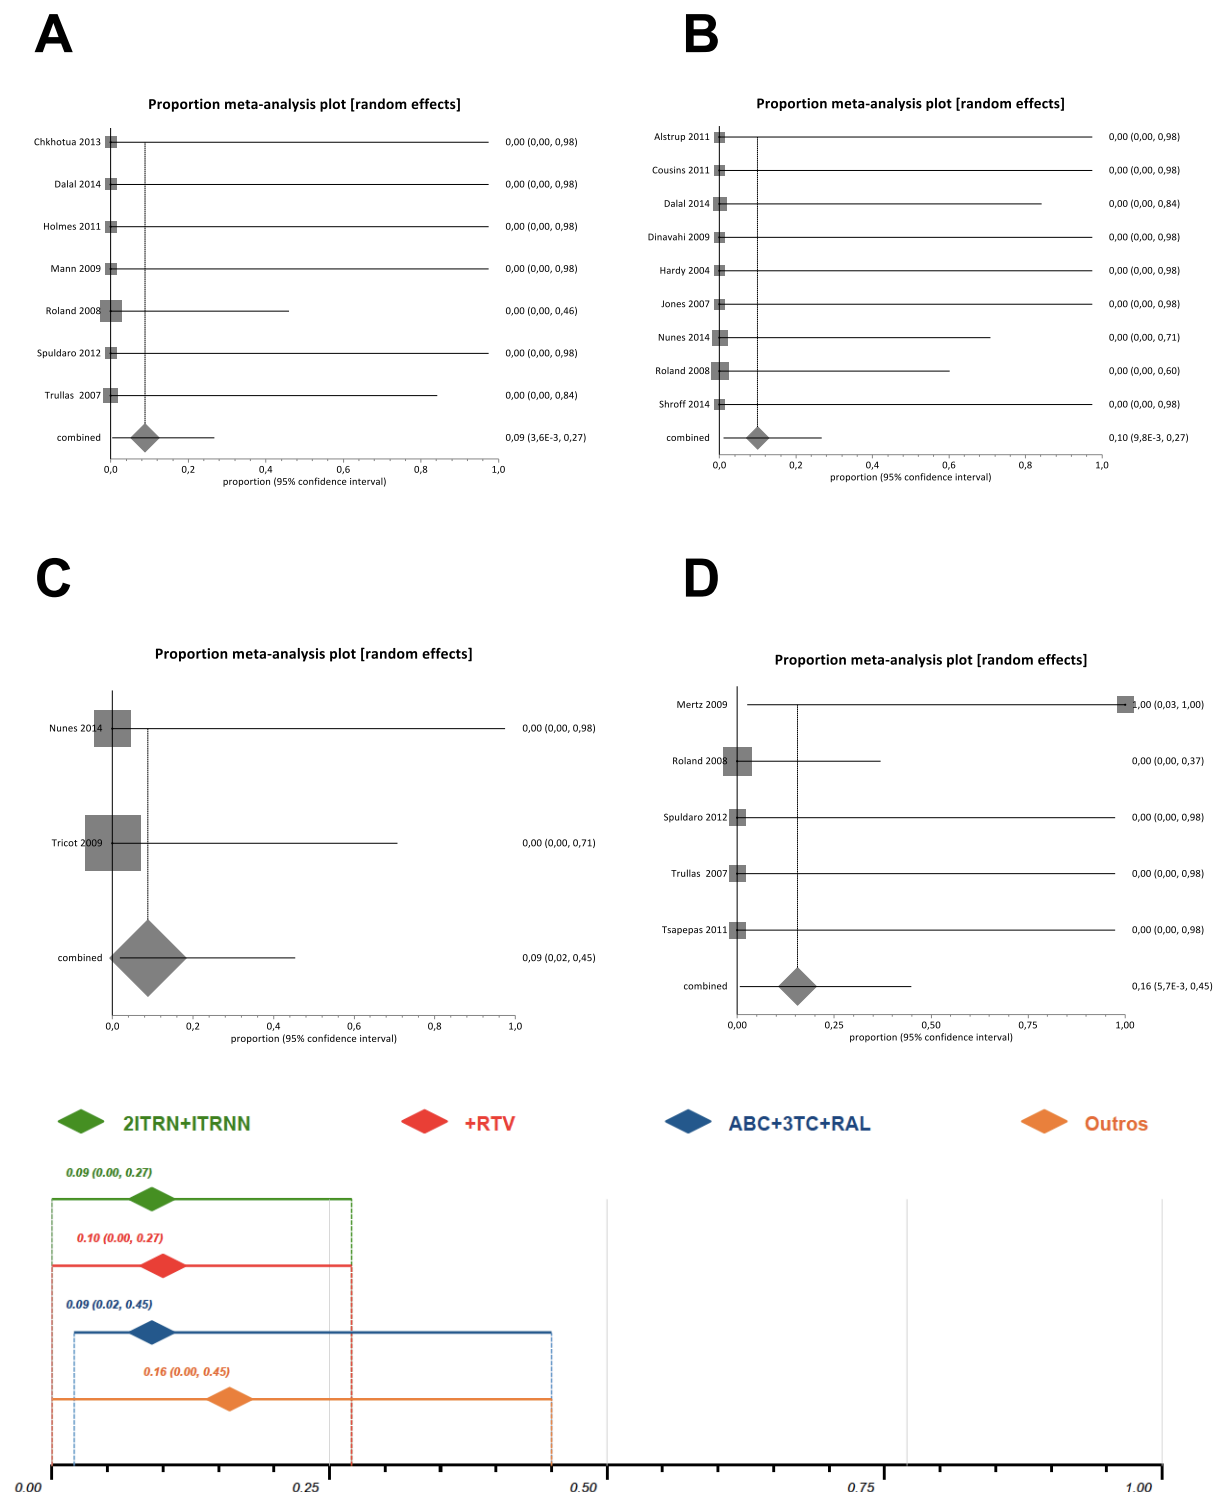 A
B
Proportion meta-analysis plot [random effects]
Chkhotua 2013 0,00 (0,00, 0,98)
Dalal 2014 0,00 (0,00, 0,98)
Holmes 2011 0,00 (0,00, 0,98)
Mann 2009 0,00 (0,00, 0,98)
Roland 2008 0,00 (0,00, 0,46)
Spuldaro 2012 0,00 (0,00, 0,98)
Trullas 2007 0,00 (0,00, 0,84)
combined 0,09 (3,6E-3, 0,27)
0,0 0,2 0,4 0,6 0,8 1,0
proportion (95% confidence interval)
Proportion meta-analysis plot [random effects]
Alstrup 2011 0,00 (0,00, 0,98)
Cousins 2011 0,00 (0,00, 0,98)
Dalal 2014 0,00 (0,00, 0,84)
Dinavahi 2009 0,00 (0,00, 0,98)
Hardy 2004 0,00 (0,00, 0,98)
Jones 2007 0,00 (0,00, 0,98)
Nunes 2014 0,00 (0,00, 0,71)
Roland 2008 0,00 (0,00, 0,60)
Shroff 2014 0,00 (0,00, 0,98)
combined 0,10 (9,8E-3, 0,27)
0,0 0,2 0,4 0,6 0,8 1,0
proportion (95% confidence interval)
C
D
Proportion meta-analysis plot [random effects]
Nunes 2014 0,00 (0,00, 0,98)
Tricot 2009 0,00 (0,00, 0,71)
combined 0,09 (0,02, 0,45)
0,0 0,2 0,4 0,6 0,8 1,0
proportion (95% confidence interval)
Proportion meta-analysis plot [random effects]
Mertz 2009 1,00 (0,03, 1,00)
Roland 2008 0,00 (0,00, 0,37)
Spuldaro 2012 0,00 (0,00, 0,98)
Trullas 2007 0,00 (0,00, 0,98)
Tsapepas 2011 0,00 (0,00, 0,98)
combined 0,16 (5,7E-3, 0,45)
0,00 0,25 0,50 0,75 1,00
proportion (95% confidence interval)
2ITRN+ITRNN +RTV ABC+3TC+RAL Outros
0.09 (0.00, 0.27)
0.10 (0.00, 0.27)
0.09 (0.02, 0.45)
0.16 (0.00, 0.45)
0.00 0.25 0.50 0.75 1.00